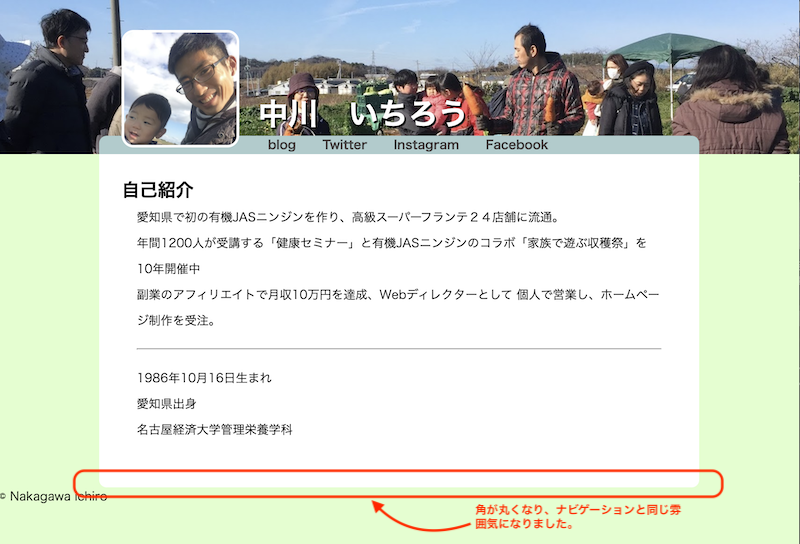 中川　いちろう
blog Twitter Instagram Facebook
自己紹介
愛知県で初の有機JASニンジンを作り、高級スーパーフランテ２４店舗に流通。
年間1200人が受講する「健康セミナー」と有機JASニンジンのコラボ「家族で遊ぶ収穫祭」を
10年開催中
副業のアフィリエイトで月収10万円を達成、Webディレクターとして 個人で営業し、ホームペー
ジ制作を受注。
1986年10月16日生まれ
愛知県出身
名古屋経済大学管理栄養学科
© Nakagawa Ichiro
角が丸くなり、ナビゲーションと同じ雰
囲気になりました。